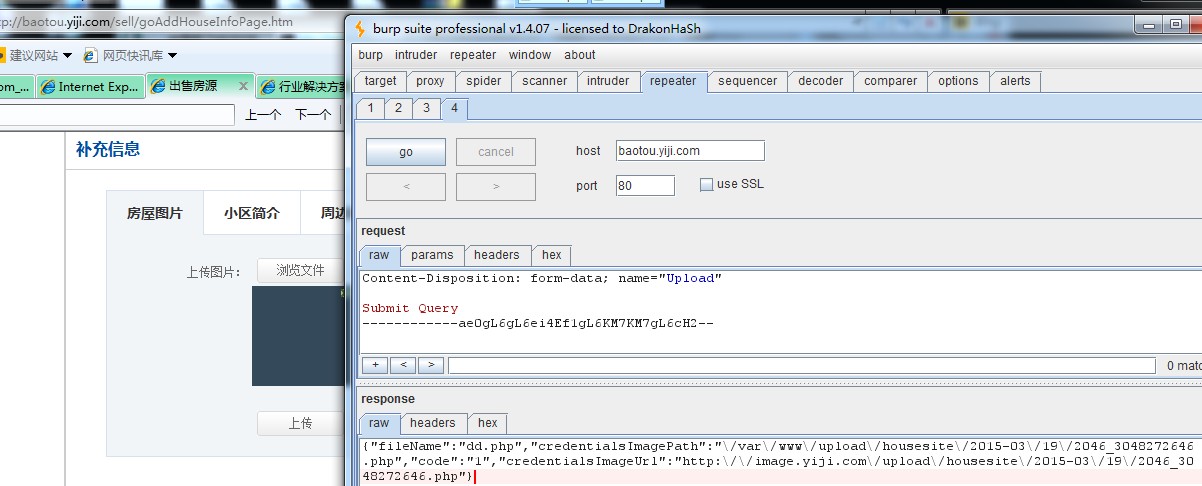 tp://baotou.yiji.com/sell/goAddHouseInfoPage.htm
建议网站 网页快讯库
om_... Internet Exp... 出售房源 行业解决方案
上一个 下一个
补充信息
房屋图片 小区简介 周边
上传图片: 浏览文件
上传
burp suite professional v1.4.07 - licensed to DrakonHaSh
burp intruder repeater window about
target proxy spider scanner intruder repeater sequencer decoder comparer options alerts
1 2 3 4
go cancel host baotou.yiji.com
< > port 80 use SSL
request
raw params headers hex
Content-Disposition: form-data; name="Upload"
Submit Query
------------ae0gL6gL6ei4Ef1gL6KM7KM7gL6cH2--
+ < > 0 matc
response
raw headers hex
{"fileName":"dd.php","credentialsImagePath":"\/var\/www\/upload\/housesite\/2015-03\/19\/2046_3048272646
.php","code":"1","credentialsImageUrl":"http:\/\/image.yiji.com\/upload\/housesite\/2015-03\/19\/2046_30
48272646.php"}